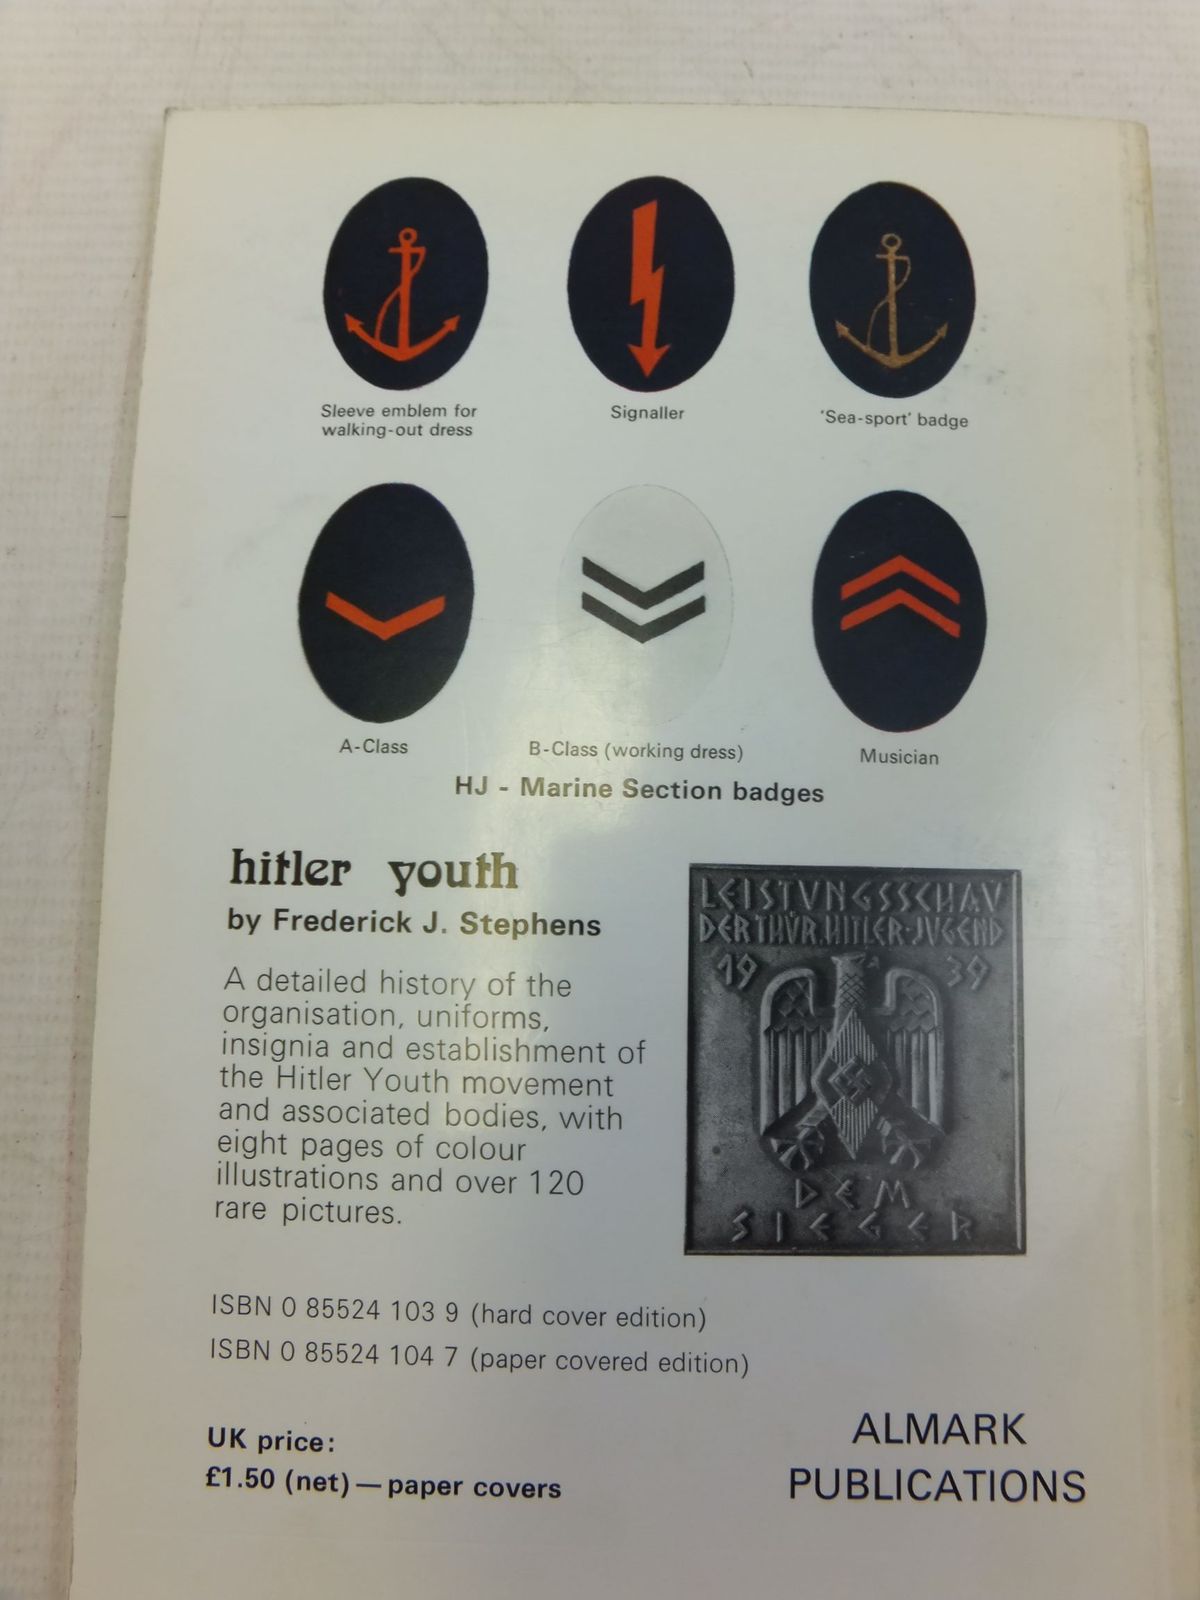 Sleeve emblem for
walking-out dress
Signaller
'Sea-sport' badge
A-Class
B-Class (working dress)
Musician
HJ - Marine Section badges
hitler youth
by Frederick J. Stephens
A detailed history of the
organisation, uniforms,
insignia and establishment of
the Hitler Youth movement
and associated bodies, with
eight pages of colour
illustrations and over 120
rare pictures.
LEISTVNGSSCHAV
DER THÜR. HITLER-JVGEND
19 39
DEM
SIEGER
ISBN 0 85524 103 9 (hard cover edition)
ISBN 0 85524 104 7 (paper covered edition)
UK price:
£1.50 (net) — paper covers
ALMARK
PUBLICATIONS